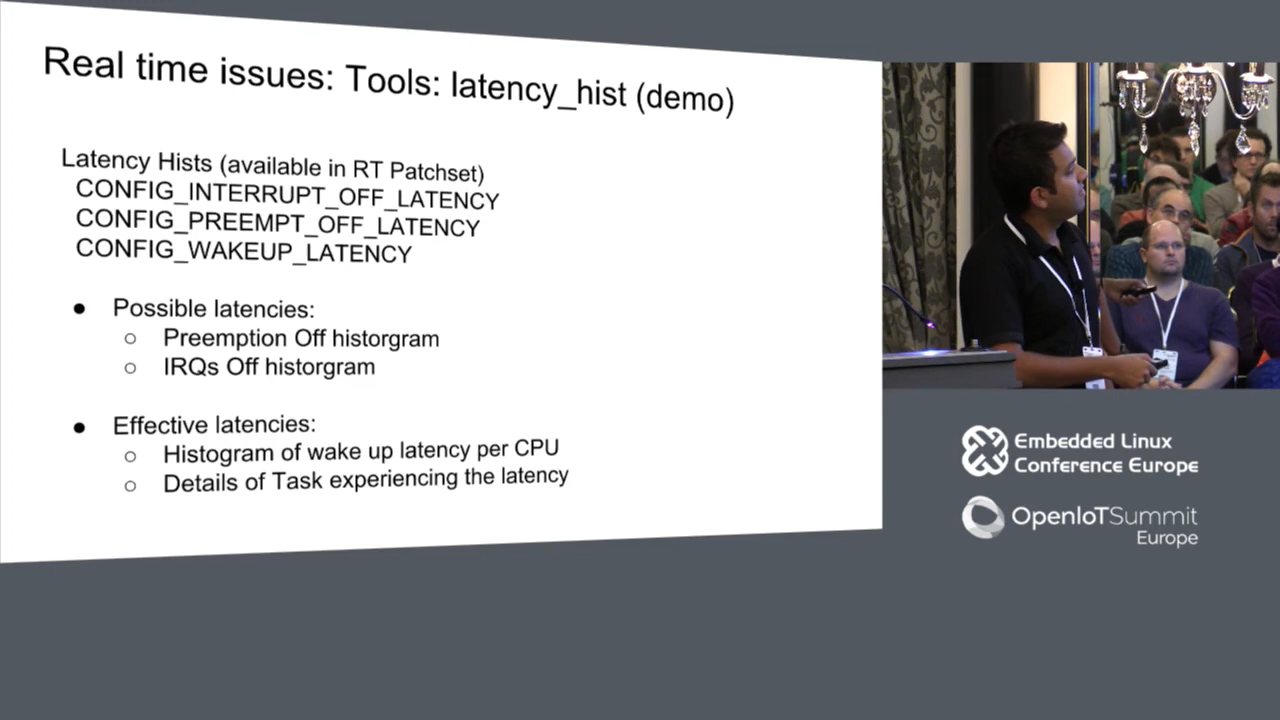 Real time issues: Tools: latency_hist (demo)
Latency Hists (available in RT Patchset)
CONFIG_INTERRUPT_OFF_LATENCY
CONFIG_PREEMPT_OFF_LATENCY
CONFIG_WAKEUP_LATENCY
● Possible latencies:
○ Preemption Off historgram
○ IRQs Off historgram
● Effective latencies:
○ Histogram of wake up latency per CPU
○ Details of Task experiencing the latency
Embedded Linux
Conference Europe
OpenIoTSummit
Europe